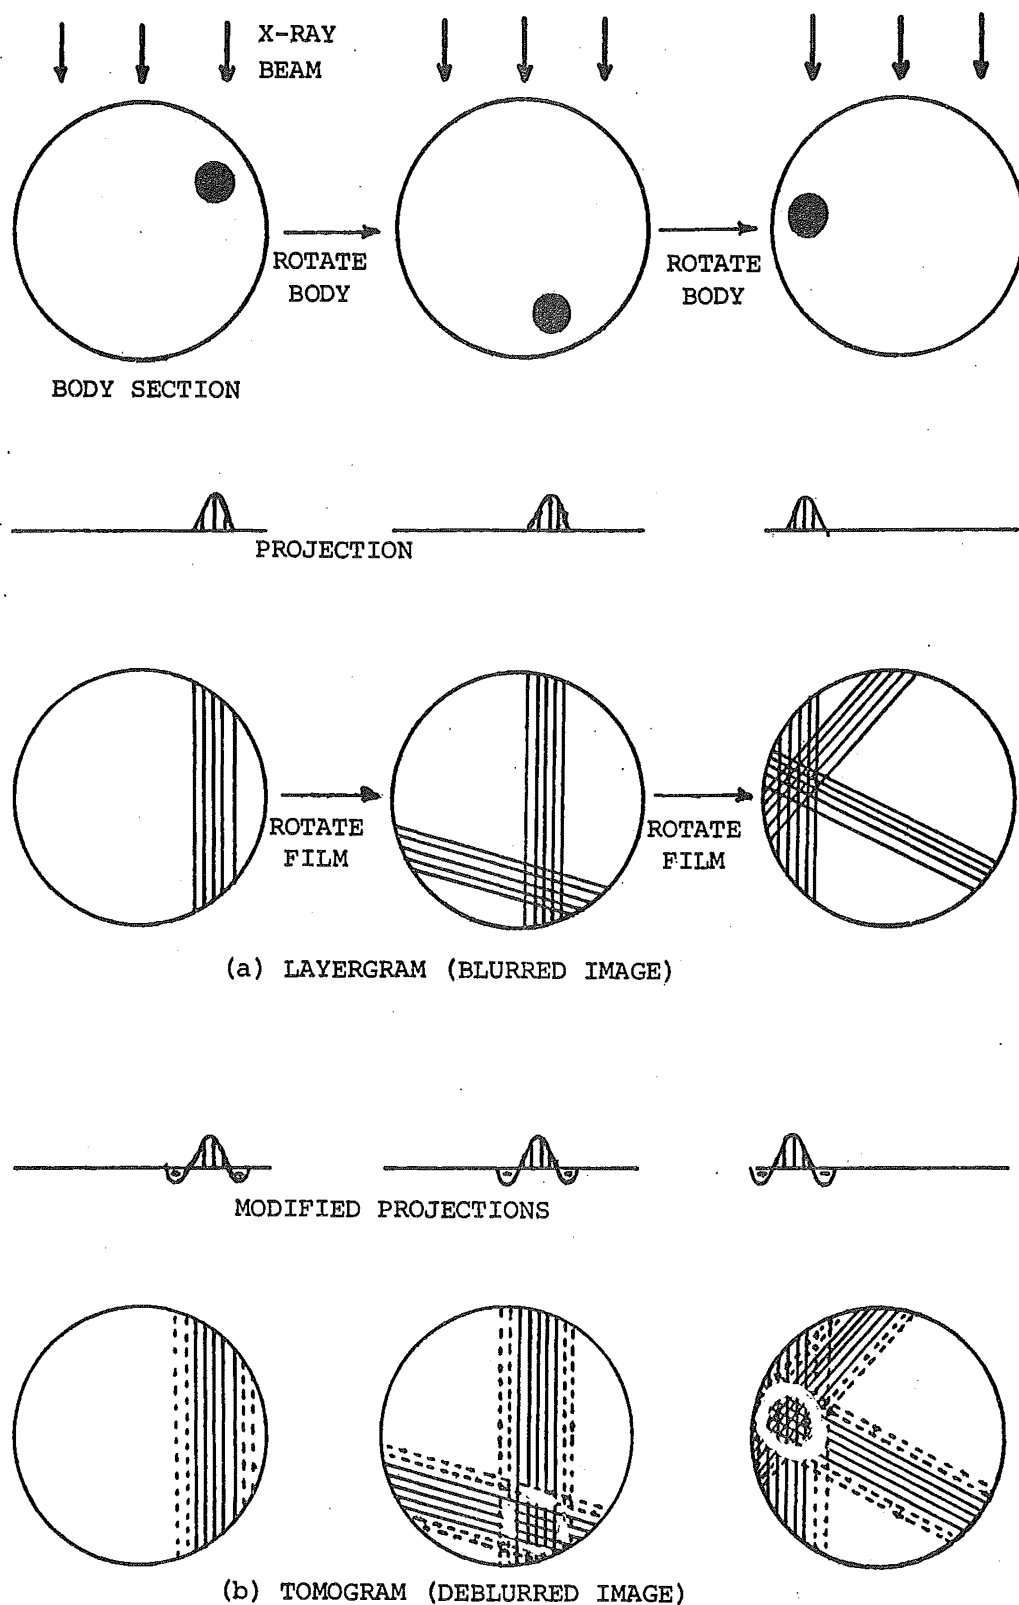 X-RAY
BEAM
ROTATE
BODY
ROTATE
BODY
BODY SECTION
PROJECTION
ROTATE
FILM
ROTATE
FILM
(a) LAYERGRAM (BLURRED IMAGE)
MODIFIED PROJECTIONS
(b) TOMOGRAM (DEBLURRED IMAGE)